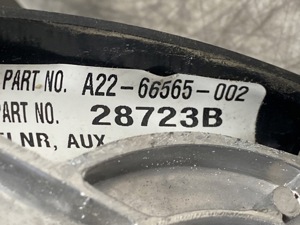 PART NO. A22-66565-002
PART NO. 28723B
NR, AUX